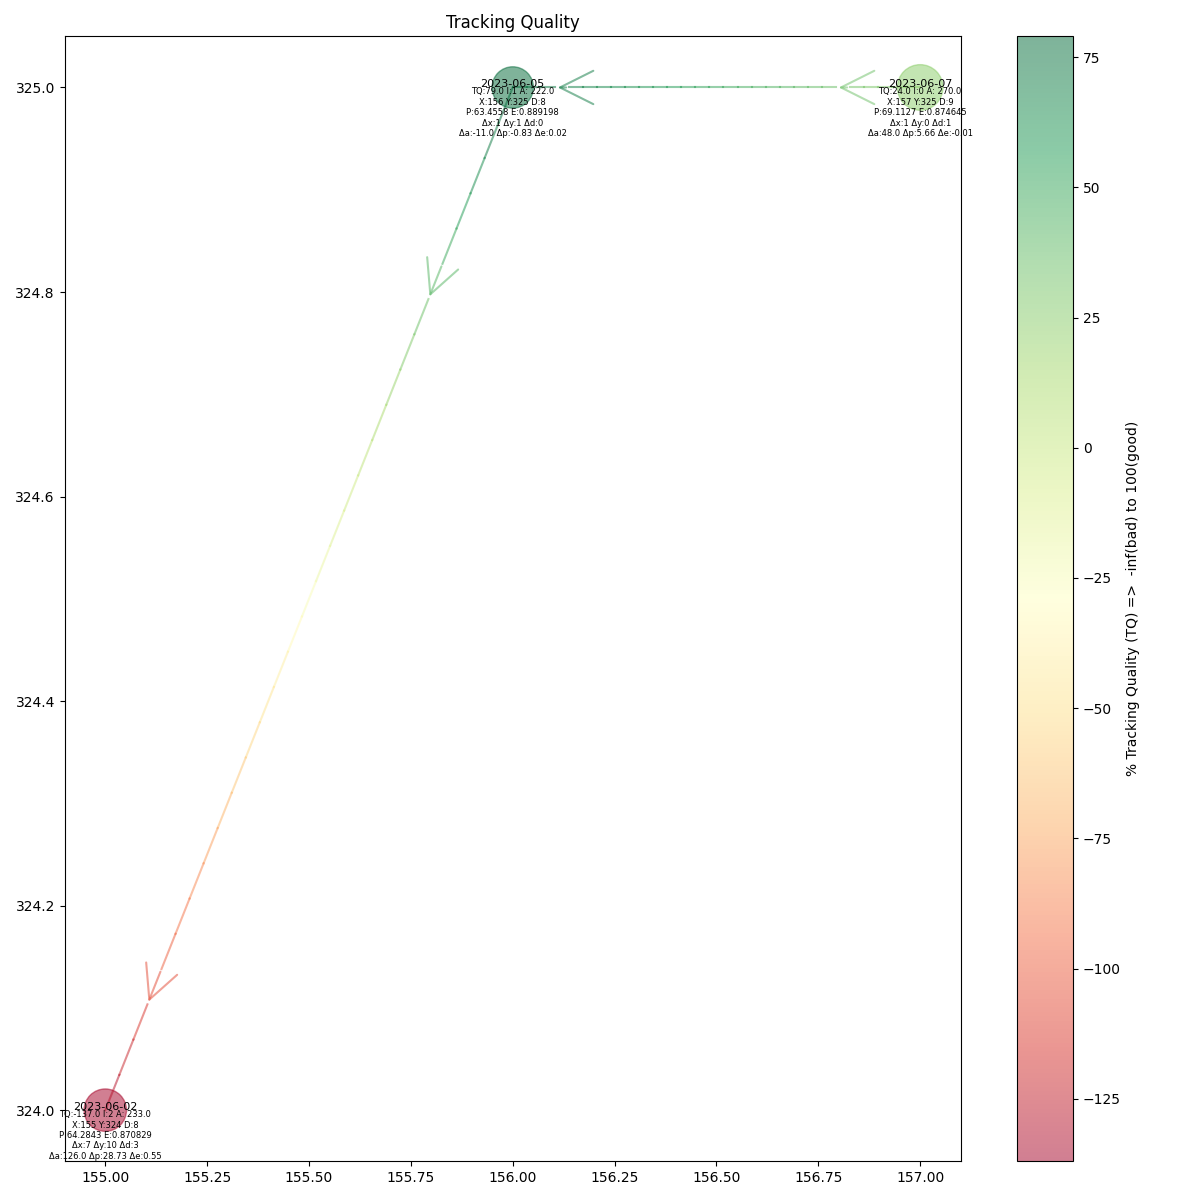 Tracking Quality
325.0
324.8
324.6
324.4
324.2
324.0
2023-06-05
TQ:79.0 I:1 A: 222.0
X:156 Y:325 D:8
P:63.4558 E:0.889198
Δx:1 Δy:1 Δd:0
Δa:-11.0 Δp:-0.83 Δe:0.02
2023-06-07
TQ:24.0 I:0 A: 270.0
X:157 Y:325 D:9
P:69.1127 E:0.874645
Δx:1 Δy:0 Δd:1
Δa:48.0 Δp:5.66 Δe:-0.01
2023-06-02
TQ:-137.0 I:2 A: 233.0
X:155 Y:324 D:8
P:64.2843 E:0.870829
Δx:7 Δy:10 Δd:3
Δa:126.0 Δp:28.73 Δe:0.55
155.00 155.25 155.50 155.75 156.00 156.25 156.50 156.75 157.00
75
50
25
0
−25
−50
−75
−100
−125
% Tracking Quality (TQ) => -inf(bad) to 100(good)